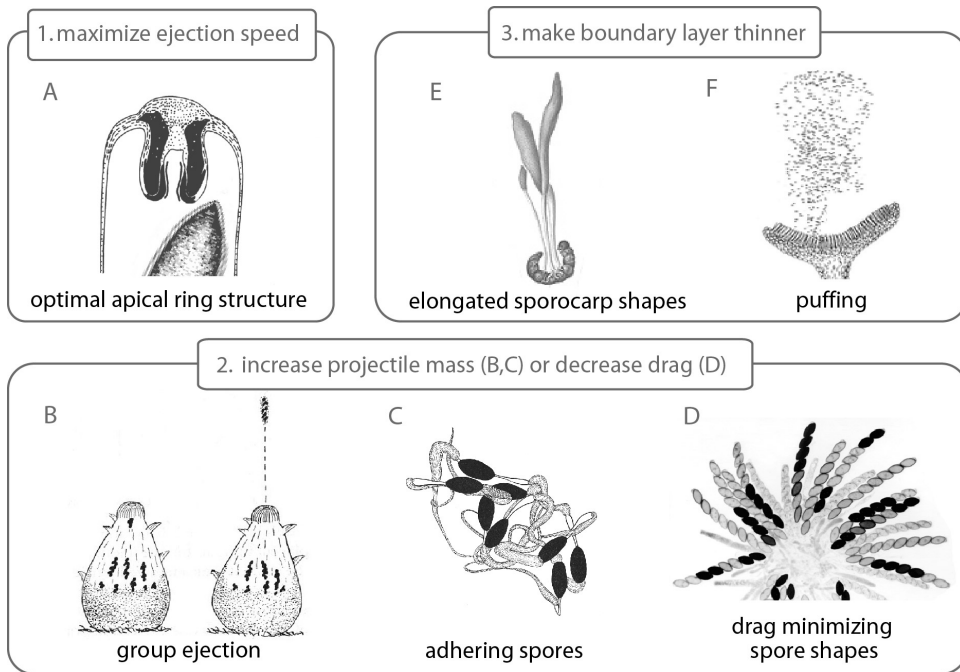 1. maximize ejection speed
A
optimal apical ring structure
3. make boundary layer thinner
E
F
elongated sporocarp shapes
puffing
2. increase projectile mass (B,C) or decrease drag (D)
B
C
D
group ejection
adhering spores
drag minimizing
spore shapes